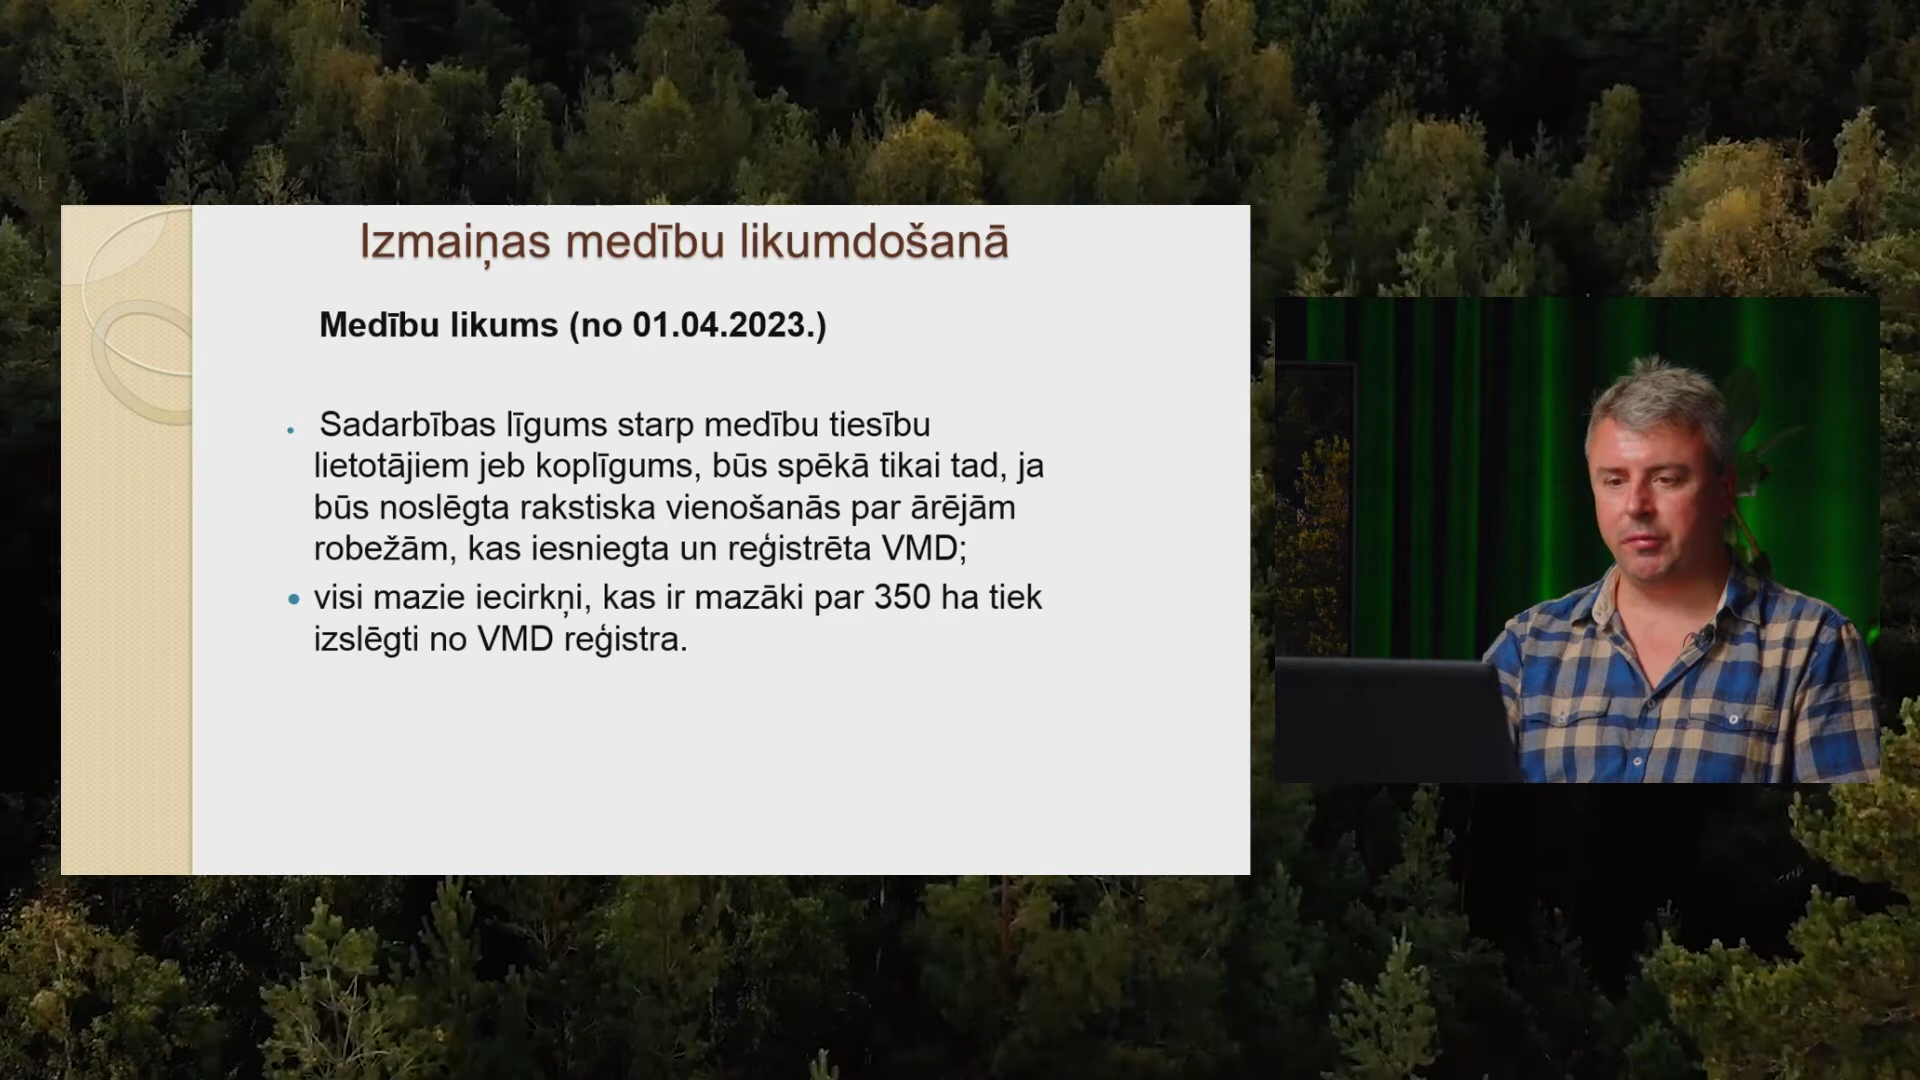 Izmaiņas medību likumdošanā
Medību likums (no 01.04.2023.)
• Sadarbības līgums starp medību tiesību
lietotājiem jeb koplīgums, būs spēkā tikai tad, ja
būs noslēgta rakstiska vienošanās par ārējām
robežām, kas iesniegta un reģistrēta VMD;
• visi mazie iecirkņi, kas ir mazāki par 350 ha tiek
izslēgti no VMD reģistra.